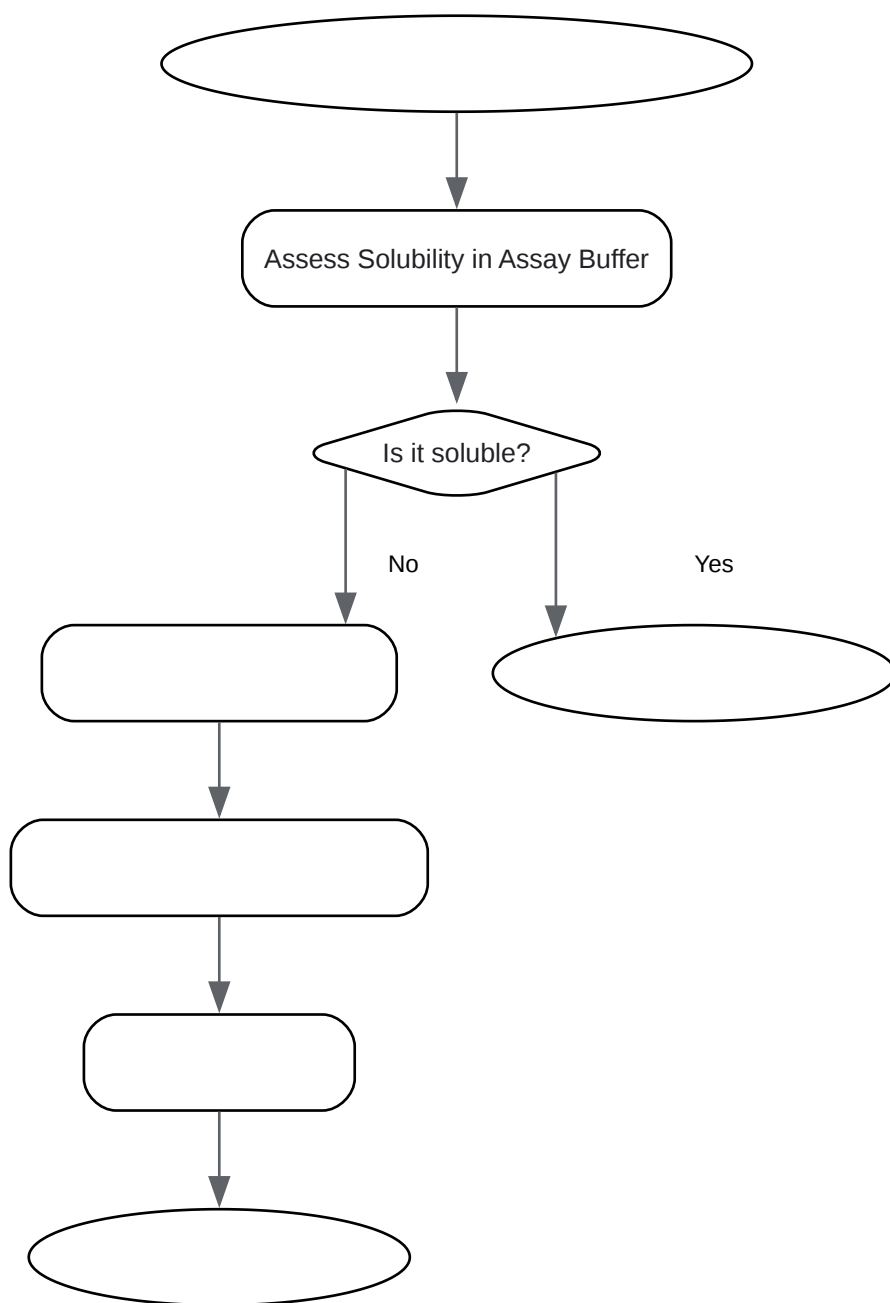 Assess Solubility in Assay Buffer
Is it soluble?
No
Yes